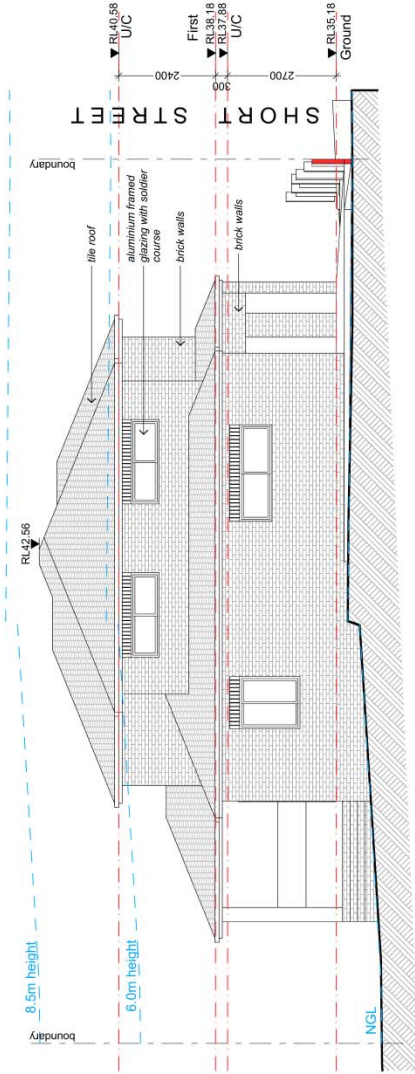 boundary
8.5m height
6.0m height
NGL
RL42.56
tile roof
aluminium framed
glazing with soldier
course
brick walls
brick walls
boundary
SHORT STREET
2400
300
2700
RL40.58
U/C
First
RL38.18
RL37.88
U/C
RL35.18
Ground